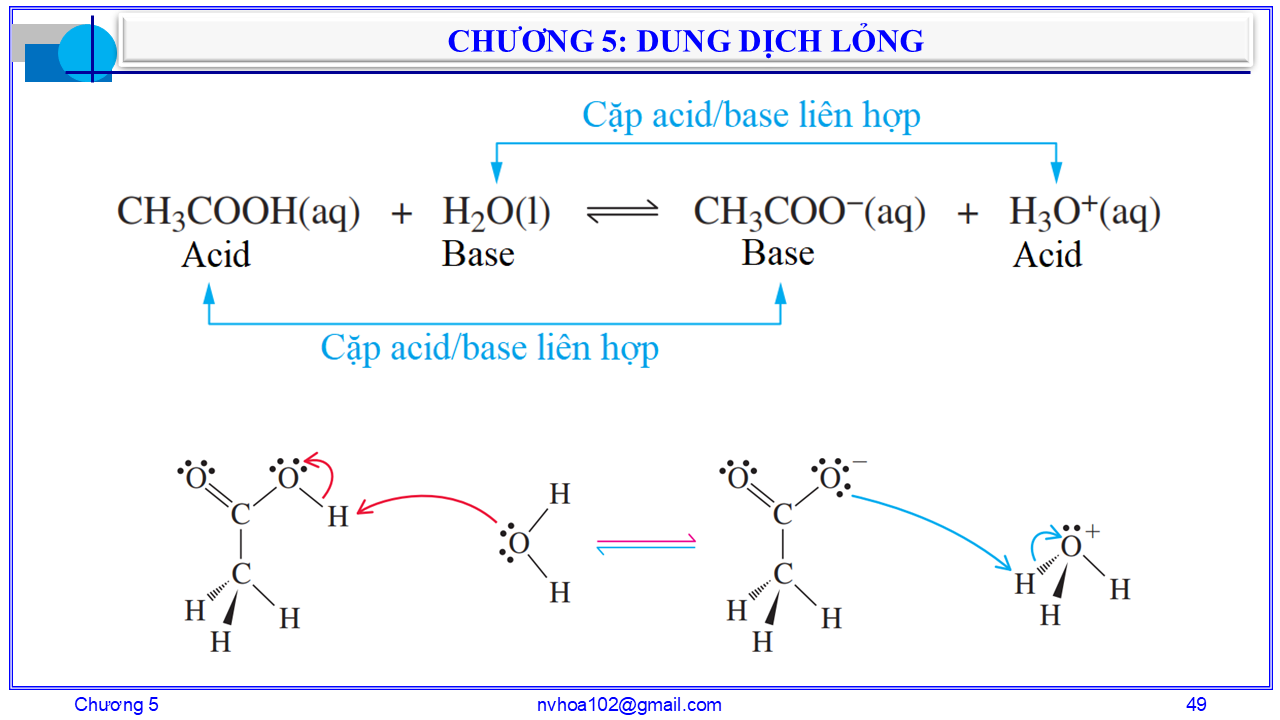 CHƯƠNG 5: DUNG DỊCH LỎNG
Cặp acid/base liên hợp
CH₃COOH(aq) + H₂O(l) ⇌ CH₃COO⁻(aq) + H₃O⁺(aq)
Acid Base Base Acid
Cặp acid/base liên hợp
O O H C H C H H H
O H H
O O − C C H H H
O + H H H
Chương 5 nvhoa102@gmail.com 49